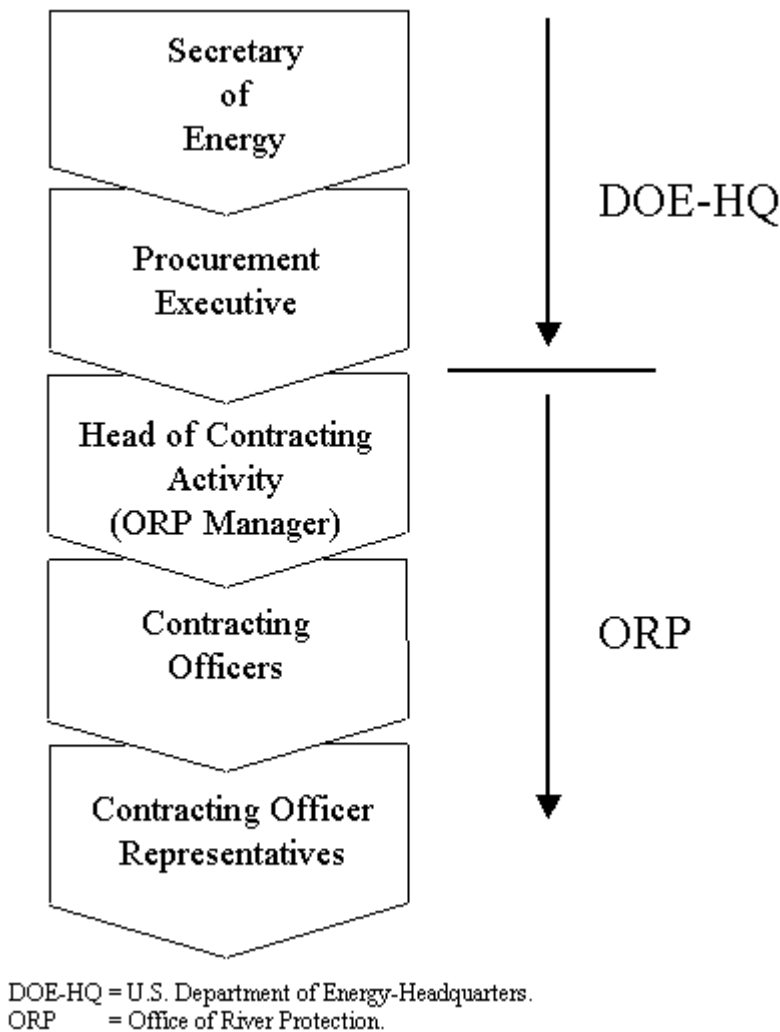 Secretary
of
Energy
DOE-HQ
Procurement
Executive
Head of Contracting
Activity
(ORP Manager)
Contracting
Officers
ORP
Contracting Officer
Representatives
DOE-HQ = U.S. Department of Energy-Headquarters.
ORP = Office of River Protection.